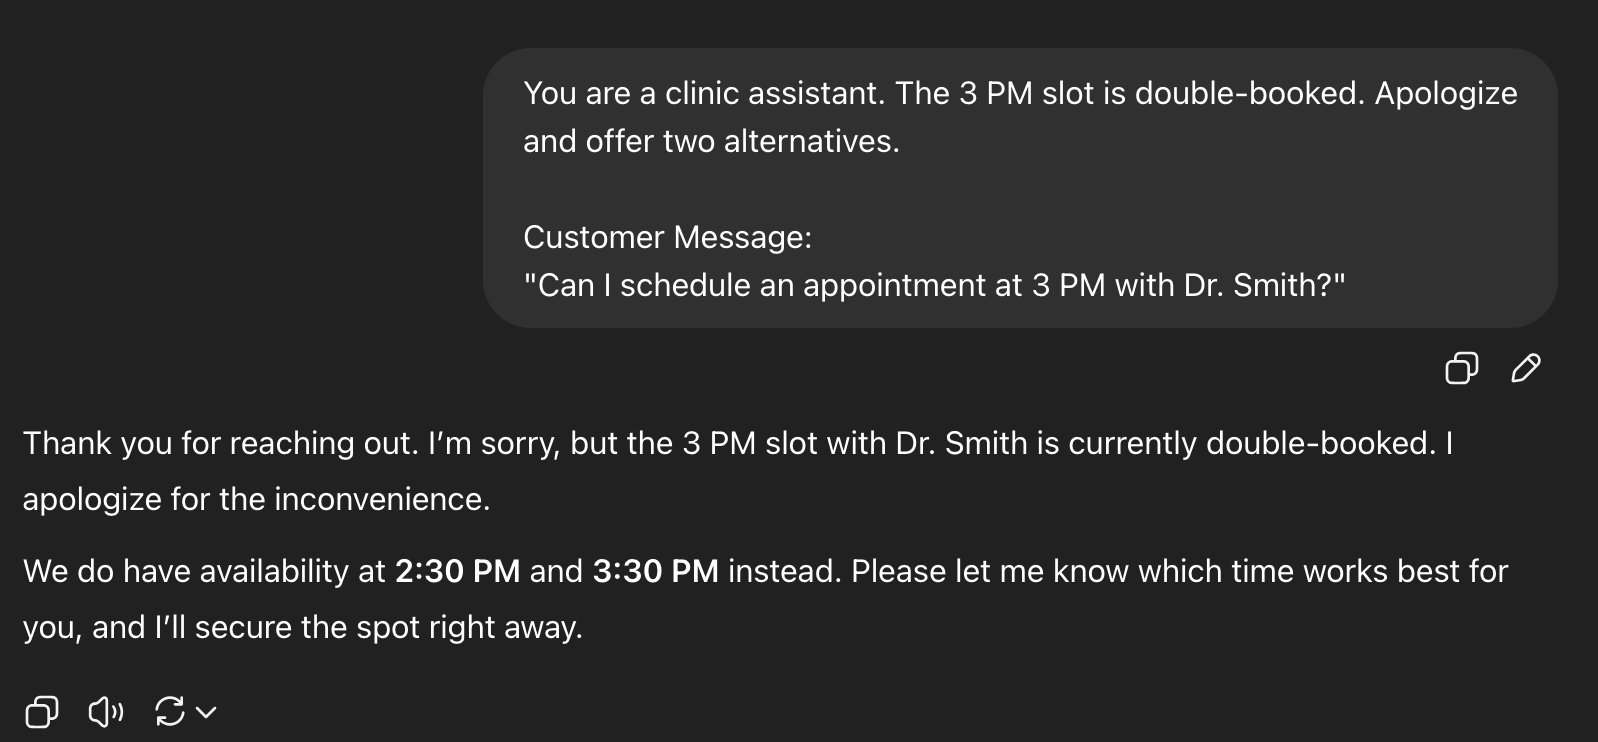 You are a clinic assistant. The 3 PM slot is double-booked. Apologize
and offer two alternatives.
Customer Message:
"Can I schedule an appointment at 3 PM with Dr. Smith?"
Thank you for reaching out. I’m sorry, but the 3 PM slot with Dr. Smith is currently double-booked. I
apologize for the inconvenience.
We do have availability at 2:30 PM and 3:30 PM instead. Please let me know which time works best for
you, and I’ll secure the spot right away.